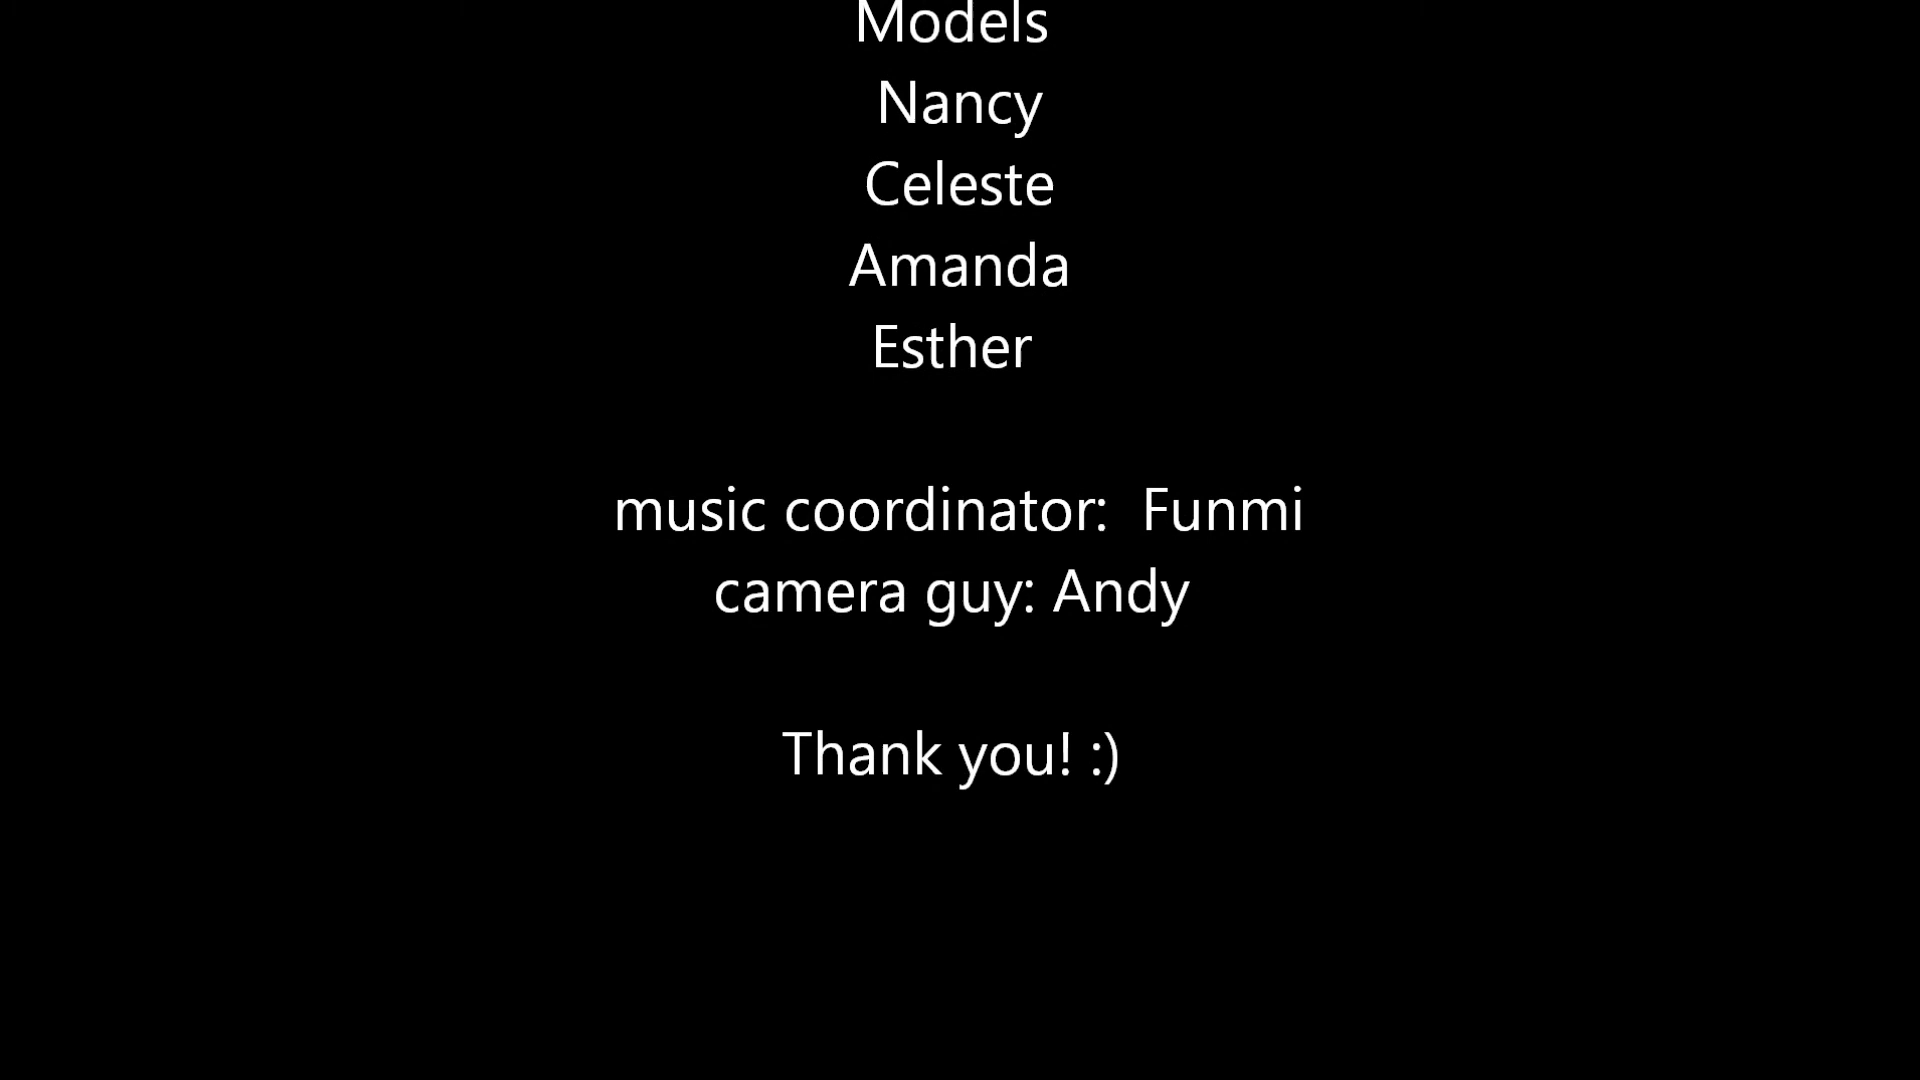 Models
Nancy
Celeste
Amanda
Esther
music coordinator:  Funmi
camera guy: Andy
Thank you! :)